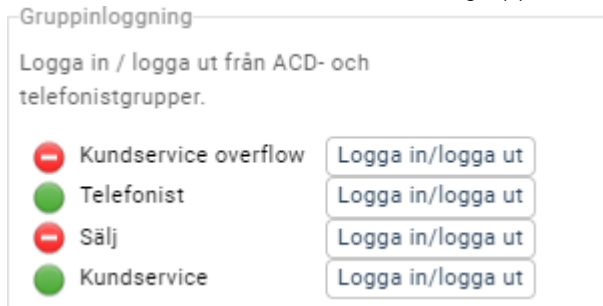 Gruppinloggning
Logga in / logga ut från ACD- och
telefonistgrupper.
Kundservice overflow Logga in/logga ut
Telefonist Logga in/logga ut
Sälj Logga in/logga ut
Kundservice Logga in/logga ut